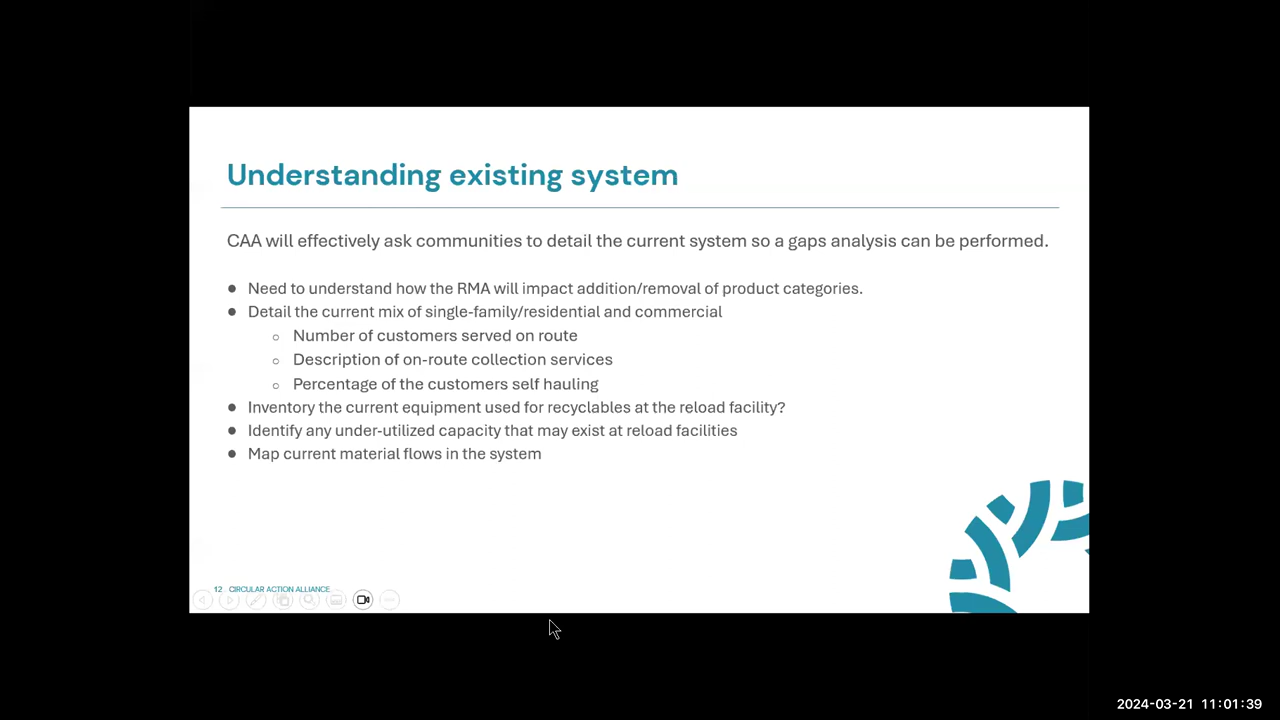 Understanding existing system
CAA will effectively ask communities to detail the current system so a gaps analysis can be performed.
● Need to understand how the RMA will impact addition/removal of product categories.
● Detail the current mix of single-family/residential and commercial
○ Number of customers served on route
○ Description of on-route collection services
○ Percentage of the customers self hauling
● Inventory the current equipment used for recyclables at the reload facility?
● Identify any under-utilized capacity that may exist at reload facilities
● Map current material flows in the system
12 CIRCULAR ACTION ALLIANCE
2024-03-21 11:01:39